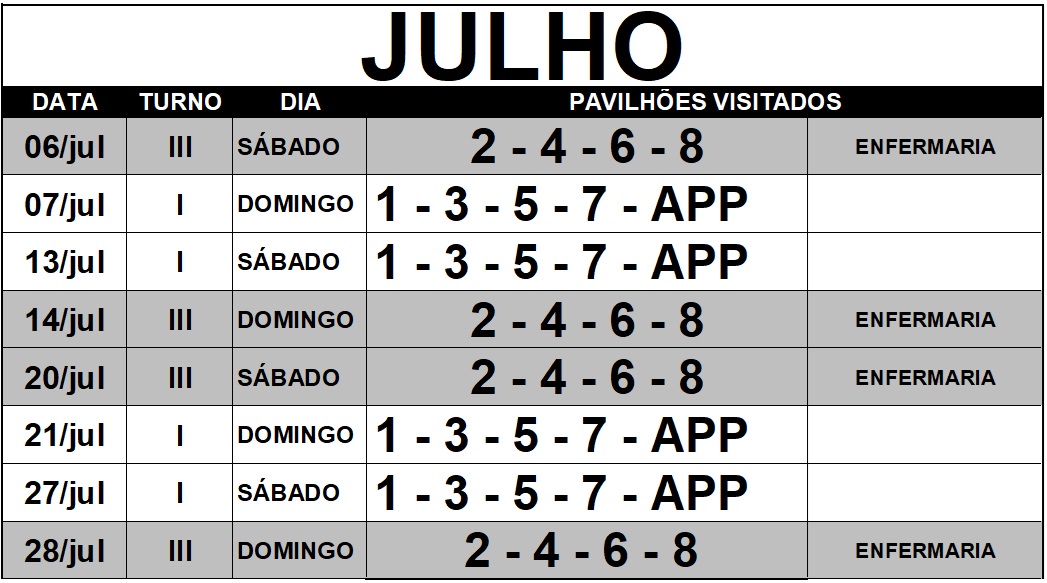 JULHO
DATA TURNO DIA PAVILHÕES VISITADOS
06/jul III SÁBADO 2 - 4 - 6 - 8 ENFERMARIA
07/jul I DOMINGO 1 - 3 - 5 - 7 - APP
13/jul I SÁBADO 1 - 3 - 5 - 7 - APP
14/jul III DOMINGO 2 - 4 - 6 - 8 ENFERMARIA
20/jul III SÁBADO 2 - 4 - 6 - 8 ENFERMARIA
21/jul I DOMINGO 1 - 3 - 5 - 7 - APP
27/jul I SÁBADO 1 - 3 - 5 - 7 - APP
28/jul III DOMINGO 2 - 4 - 6 - 8 ENFERMARIA